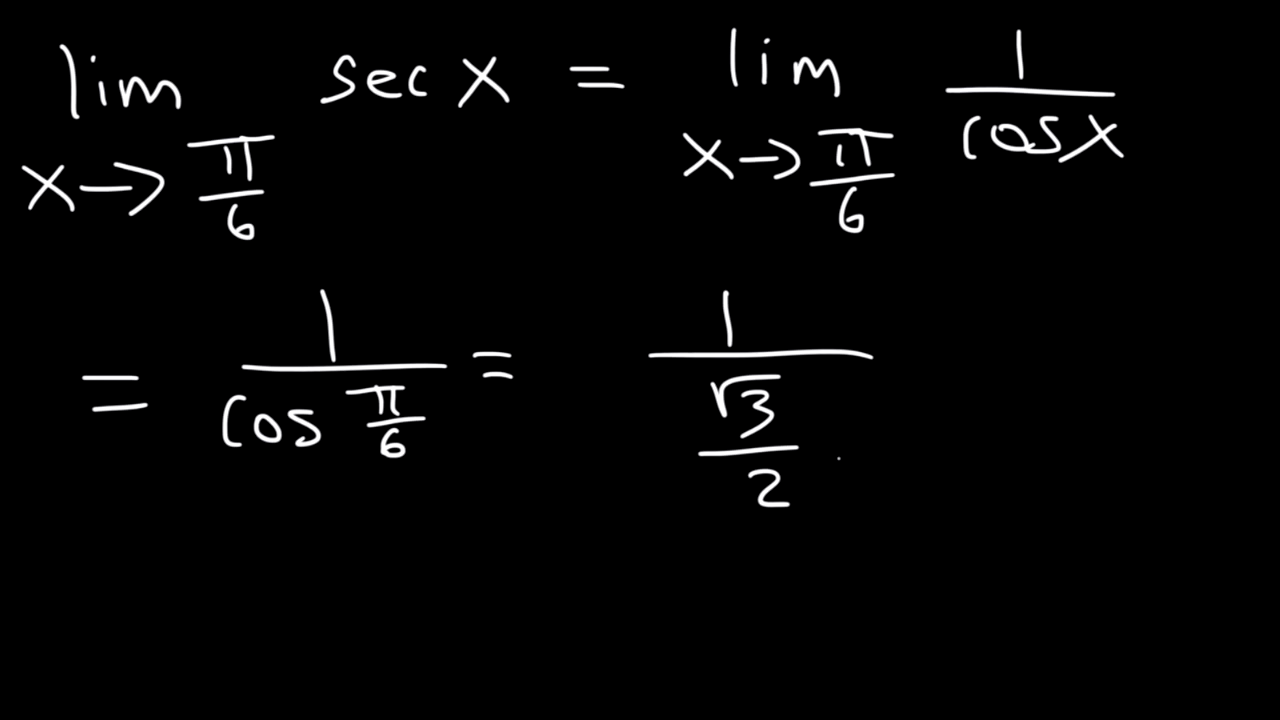 lim x→π/6 sec x = lim x→π/6 1/cos x
= 1/(cos π/6) = 1/(√3/2)